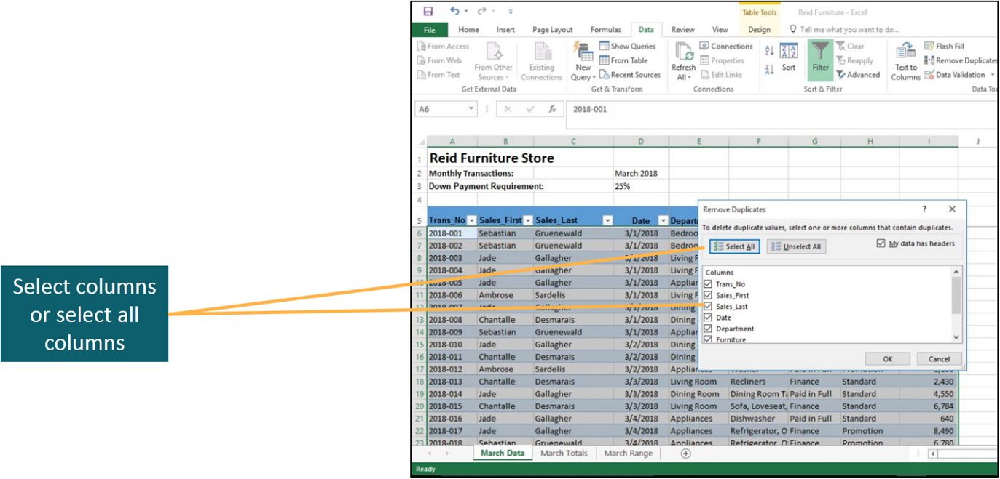 Select columns
or select all
columns
Table Tools
Reid Furniture - Excel
File Home Insert Page Layout Formulas Data Review View Design Tell me what you want to do...
From Access
From Web
From Text
From Other
Sources
Existing
Connections
Get External Data
New
Query
Show Queries
From Table
Recent Sources
Get & Transform
Refresh
All
Connections
Properties
Edit Links
Connections
Sort
Filter
Clear
Reapply
Advanced
Sort & Filter
Text to
Columns
Flash Fill
Remove Duplicates
Data Validation
Data Too
A6 fx 2018-001
A B C D E F G H I J
1 Reid Furniture Store
2 Monthly Transactions: March 2018
3 Down Payment Requirement: 25%
4
5 Trans_No Sales_First Sales_Last Date Departm
6 2018-001 Sebastian Gruenewald 3/1/2018 Bedroo
7 2018-002 Sebastian Gruenewald 3/1/2018 Bedroo
8 2018-003 Jade Gallagher 3/1/2018 Living F
9 2018-004 Jade Gallagher 3/1/2018 Living F
10 2018-005 Jade Gallagher 3/1/2018 Applian
11 2018-006 Ambrose Sardelis 3/1/2018 Living F
12 2018-007 Jade Gallagher 3/1/2018 Dining
13 2018-008 Chantalle Desmarais 3/1/2018 Dining
14 2018-009 Sebastian Gruenewald 3/1/2018 Applian
15 2018-010 Jade Gallagher 3/2/2018 Dining
16 2018-011 Chantalle Desmarais 3/2/2018 Dining
17 2018-012 Ambrose Sardelis 3/2/2018 Appliances Washer Paid in Full Promotion 1,100
18 2018-013 Chantalle Desmarais 3/3/2018 Living Room Recliners Finance Standard 2,430
19 2018-014 Jade Gallagher 3/3/2018 Dining Room Dining Room Ta Paid in Full Standard 4,550
20 2018-015 Chantalle Desmarais 3/3/2018 Living Room Sofa, Loveseat, Finance Standard 6,784
21 2018-016 Jade Gallagher 3/4/2018 Appliances Dishwasher Paid in Full Standard 640
22 2018-017 Jade Gallagher 3/4/2018 Appliances Refrigerator, O Finance Promotion 8,490
23 2018-018 Sebastian Gruenewald 3/4/2018 Appliances Refrigerator, O Finance Promotion 6,780
Remove Duplicates ?
To delete duplicate values, select one or more columns that contain duplicates.
Select All Unselect All My data has headers
Columns
Trans_No
Sales_First
Sales_Last
Date
Department
Furniture
OK Cancel
March Data March Totals March Range
Ready